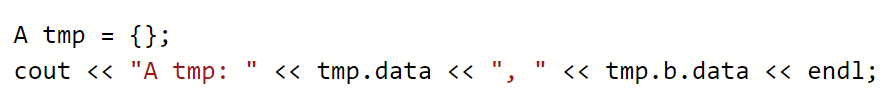 A tmp = {};
cout << "A tmp: " << tmp.data << ", " << tmp.b.data << endl;